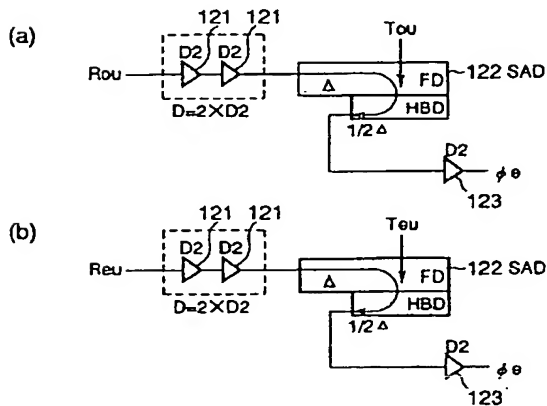 (a)
121 121
Tou
D2 D2
Rou
Δ
FD
122 SAD
HBD
D=2×D2
1/2 Δ
D2
φe
123
(b)
121 121
Teu
D2 D2
Reu
Δ
FD
122 SAD
HBD
D=2×D2
1/2 Δ
D2
φe
123